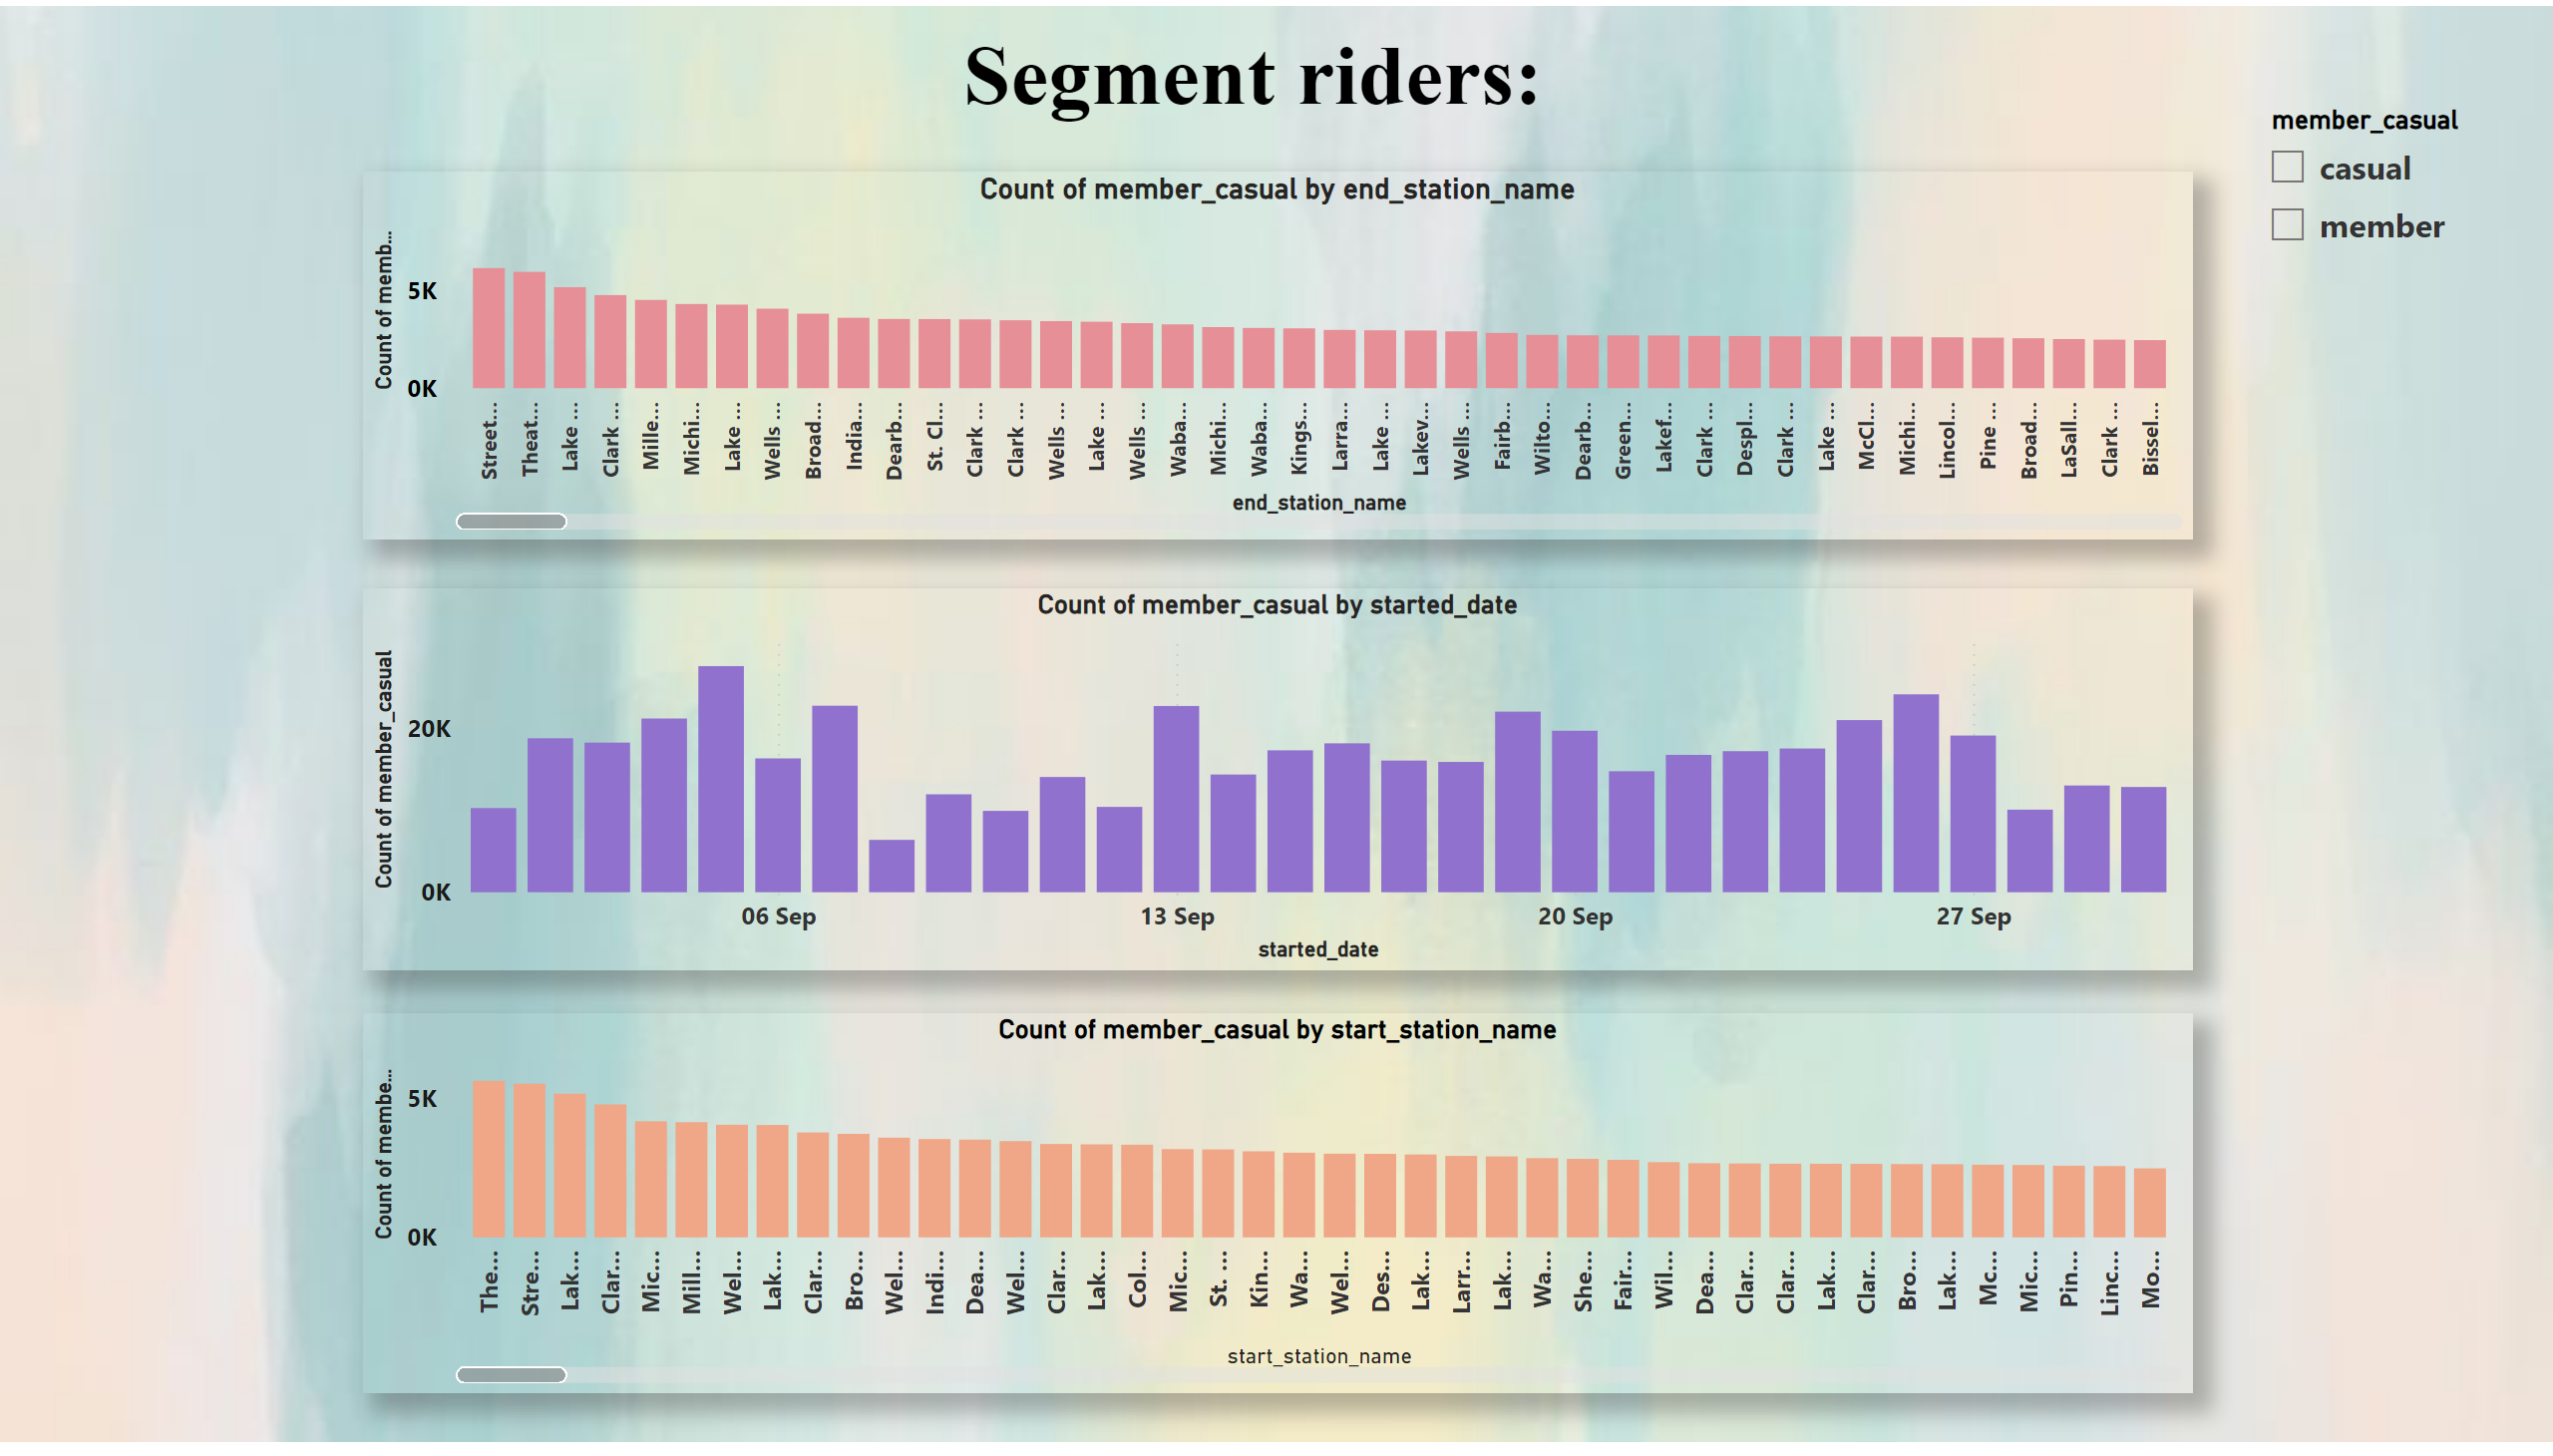 Segment riders:
member_casual
casual
member
Count of member_casual by end_station_name
Count of memb...
5K
0K
Street...
Theat...
Lake ...
Clark ...
Mille...
Michi...
Lake ...
Wells ...
Broad...
India...
Dearb...
St. Cl...
Clark ...
Clark ...
Wells ...
Lake ...
Wells ...
Waba...
Michi...
Waba...
Kings...
Larra...
Lake ...
Lakev...
Wells ...
Fairb...
Wilto...
Dearb...
Green...
Lakef...
Clark ...
Despl...
Clark ...
Lake ...
McCl...
Michi...
Lincol...
Pine ...
Broad...
LaSall...
Clark ...
Bissel...
end_station_name
Count of member_casual by started_date
Count of member_casual
20K
0K
06 Sep
13 Sep
20 Sep
27 Sep
started_date
Count of member_casual by start_station_name
Count of membe...
5K
0K
The...
Stre...
Lak...
Clar...
Mic...
Mill...
Wel...
Lak...
Clar...
Bro...
Wel...
Indi...
Dea...
Wel...
Clar...
Lak...
Col...
Mic...
St. ...
Kin...
Wa...
Wel...
Des...
Lak...
Larr...
Lak...
Wa...
She...
Fair...
Wil...
Dea...
Clar...
Clar...
Lak...
Clar...
Bro...
Lak...
Mc...
Mic...
Pin...
Linc...
Mo...
start_station_name